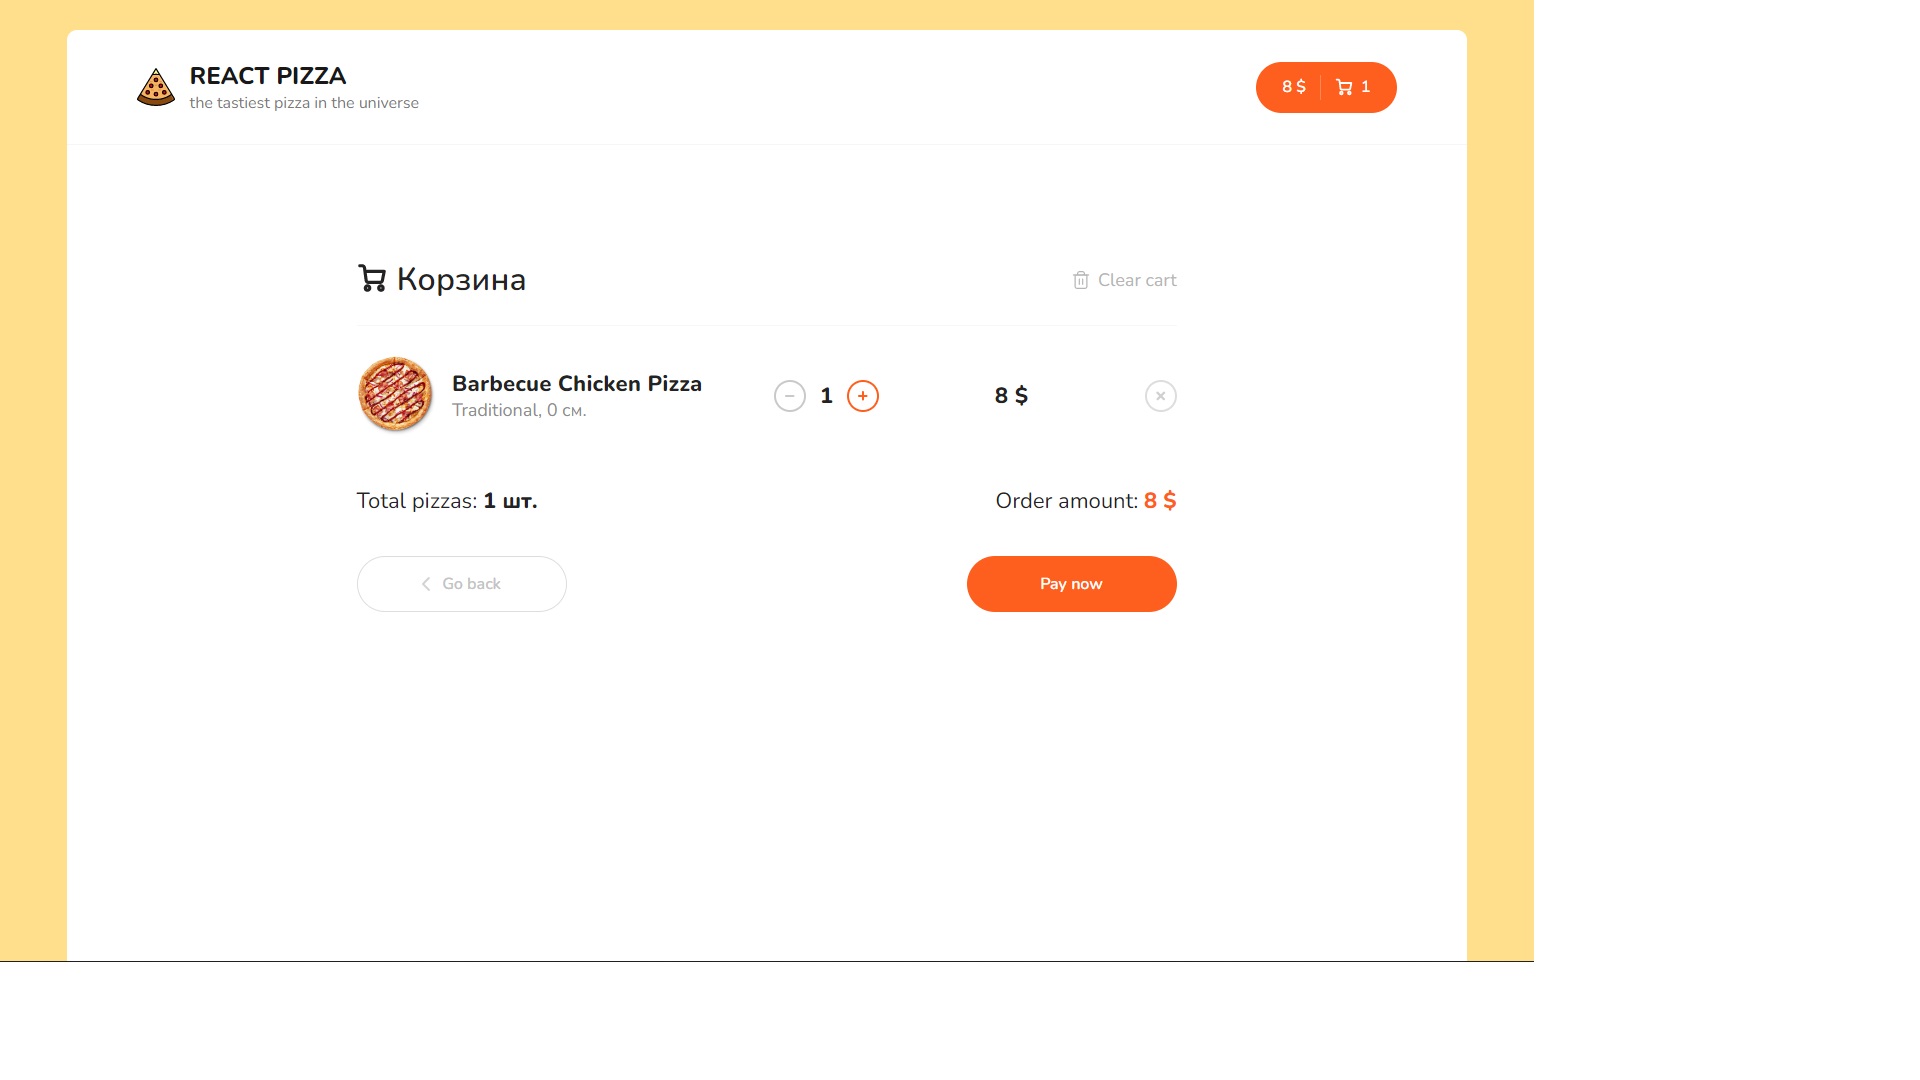 REACT PIZZA
the tastiest pizza in the universe
8 $ 1
Корзина
Clear cart
Barbecue Chicken Pizza
Traditional, 0 см.
1
8 $
Total pizzas: 1 шт.
Order amount: 8 $
Go back
Pay now